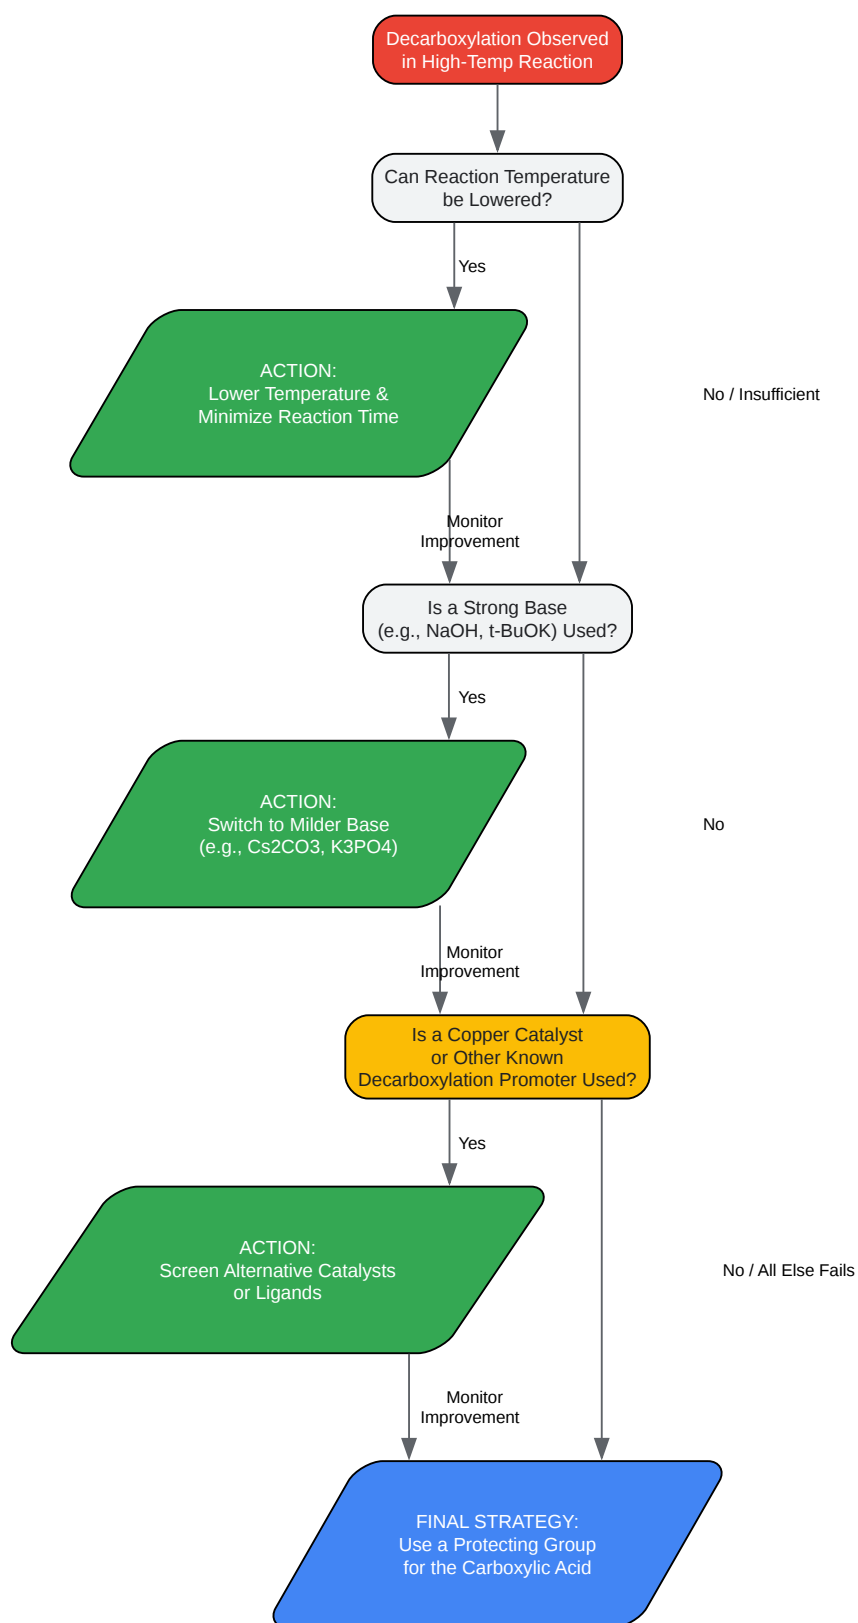 Decarboxylation Observed
in High-Temp Reaction
Can Reaction Temperature
be Lowered?
Yes
ACTION:
Lower Temperature &
Minimize Reaction Time
No / Insufficient
Monitor
Improvement
Is a Strong Base
(e.g., NaOH, t-BuOK) Used?
Yes
ACTION:
Switch to Milder Base
(e.g., Cs2CO3, K3PO4)
No
Monitor
Improvement
Is a Copper Catalyst
or Other Known
Decarboxylation Promoter Used?
Yes
ACTION:
Screen Alternative Catalysts
or Ligands
No / All Else Fails
Monitor
Improvement
FINAL STRATEGY:
Use a Protecting Group
for the Carboxylic Acid